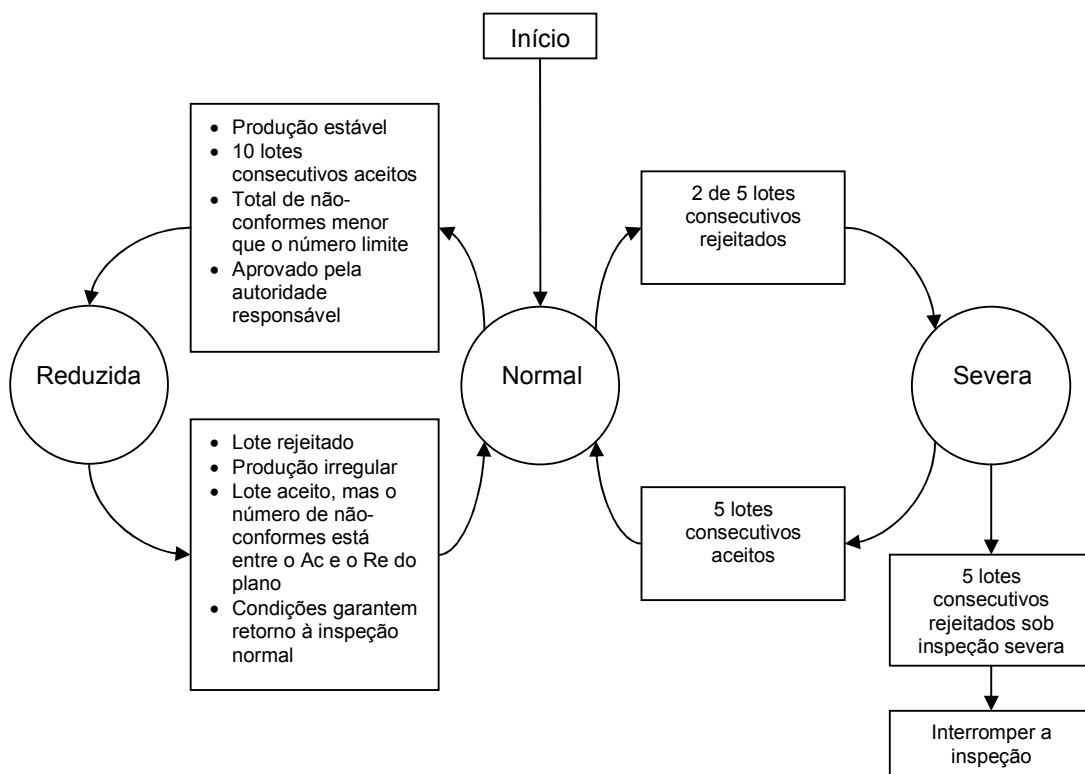 Início
• Produção estável
• 10 lotes
consecutivos aceitos
• Total de não-
conformes menor
que o número limite
• Aprovado pela
autoridade
responsável
2 de 5 lotes
consecutivos
rejeitados
Reduzida
Normal
Severa
• Lote rejeitado
• Produção irregular
• Lote aceito, mas o
número de não-
conformes está
entre o Ac e o Re do
plano
• Condições garantem
retorno à inspeção
normal
5 lotes
consecutivos
aceitos
5 lotes
consecutivos
rejeitados sob
inspeção severa
Interromper a
inspeção